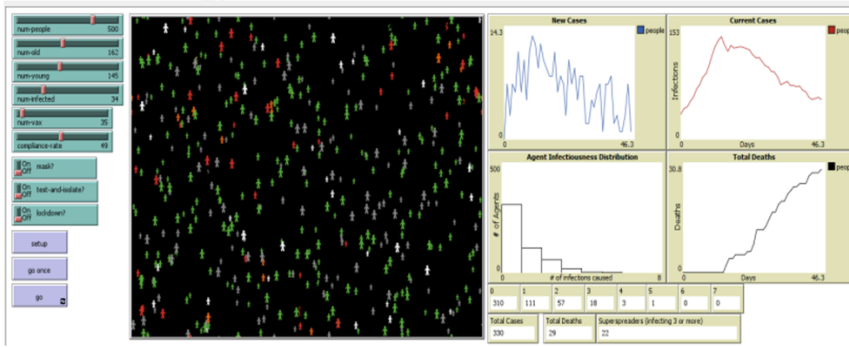 num-people 500
num-old 162
num-young 145
num-infected 34
num-vax 35
compliance-rate 49
On
Off
mask?
On
Off
test-and-isolate?
On
Off
lockdown?
setup
go once
go
New Cases
14.3
0
46.3
people
Current Cases
153
Infections
0
0 Days 46.3
peop
Agent Infectiousness Distribution
500
# of Agents
0
0 # of infections caused 8
Total Deaths
30.8
Deaths
0
0 Days 46.3
peop
0 1 2 3 4 5 6 7
310 111 57 18 3 1 0 0
Total Cases
330
Total Deaths
29
Superspreaders (infecting 3 or more)
22